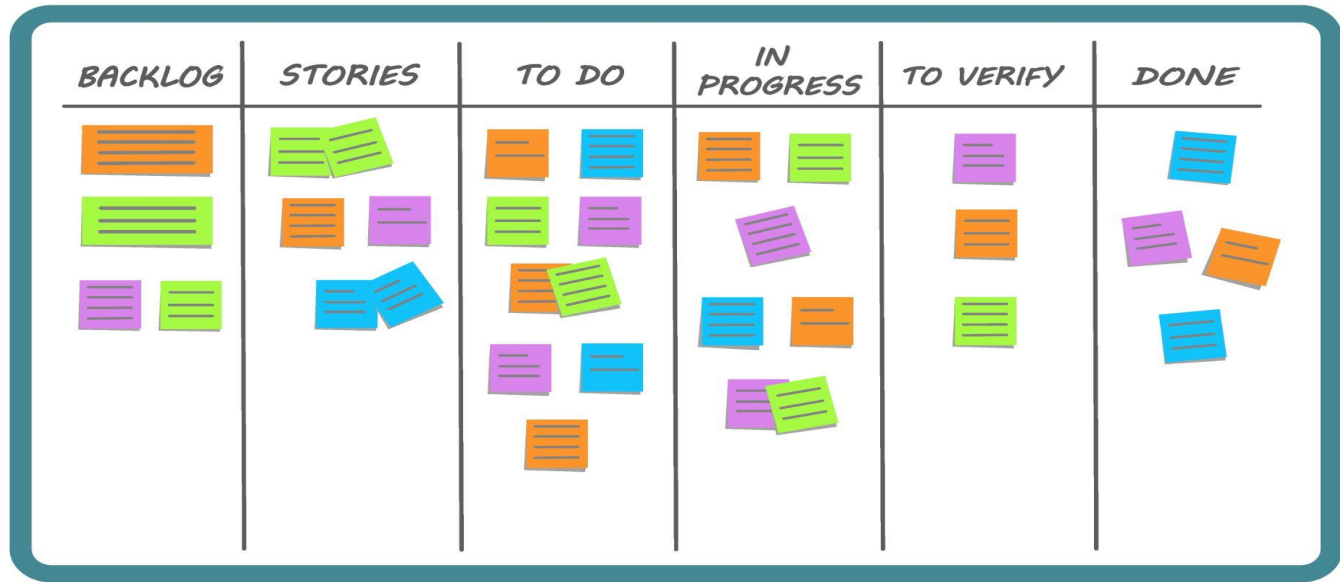 BACKLOG
STORIES
TO DO
IN
PROGRESS
TO VERIFY
DONE